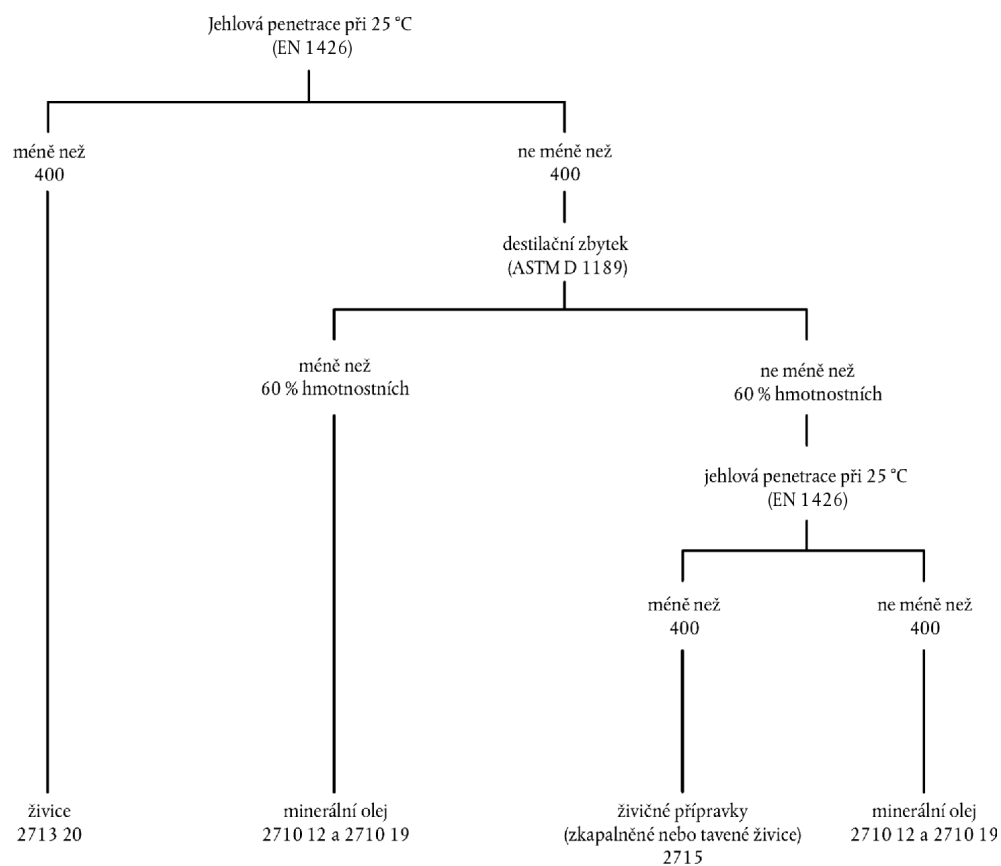 Jehlová penetrace při 25 °C
(EN 1426)
méně než
400
ne méně než
400
destilační zbytek
(ASTM D 1189)
méně než
60 % hmotnostních
ne méně než
60 % hmotnostních
jehlová penetrace při 25 °C
(EN 1426)
méně než
400
ne méně než
400
živice
2713 20
minerální olej
2710 12 a 2710 19
živičné přípravky
(zkapalněné nebo tavené živice)
2715
minerální olej
2710 12 a 2710 19